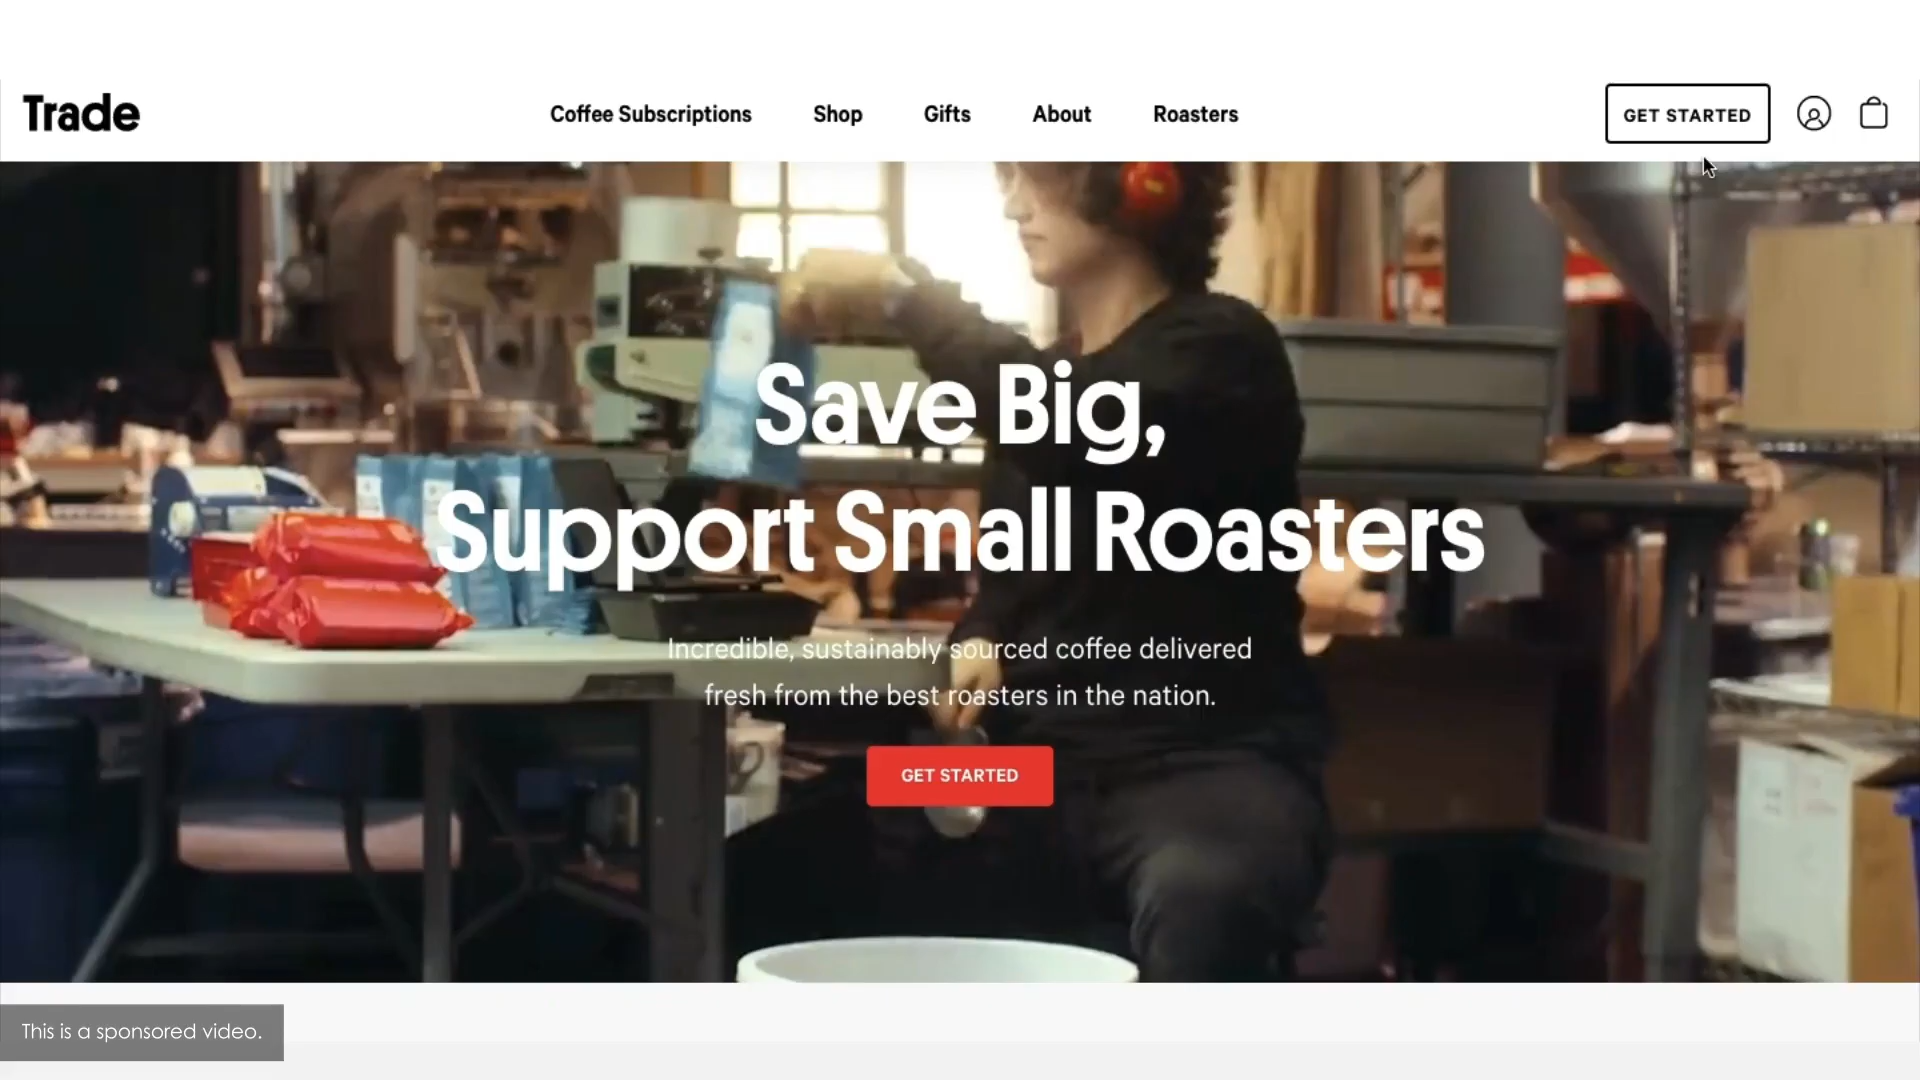 Trade
Coffee Subscriptions
Shop
Gifts
About
Roasters
GET STARTED
Save Big,
Support Small Roasters
Incredible, sustainably sourced coffee delivered
fresh from the best roasters in the nation.
GET STARTED
This is a sponsored video.